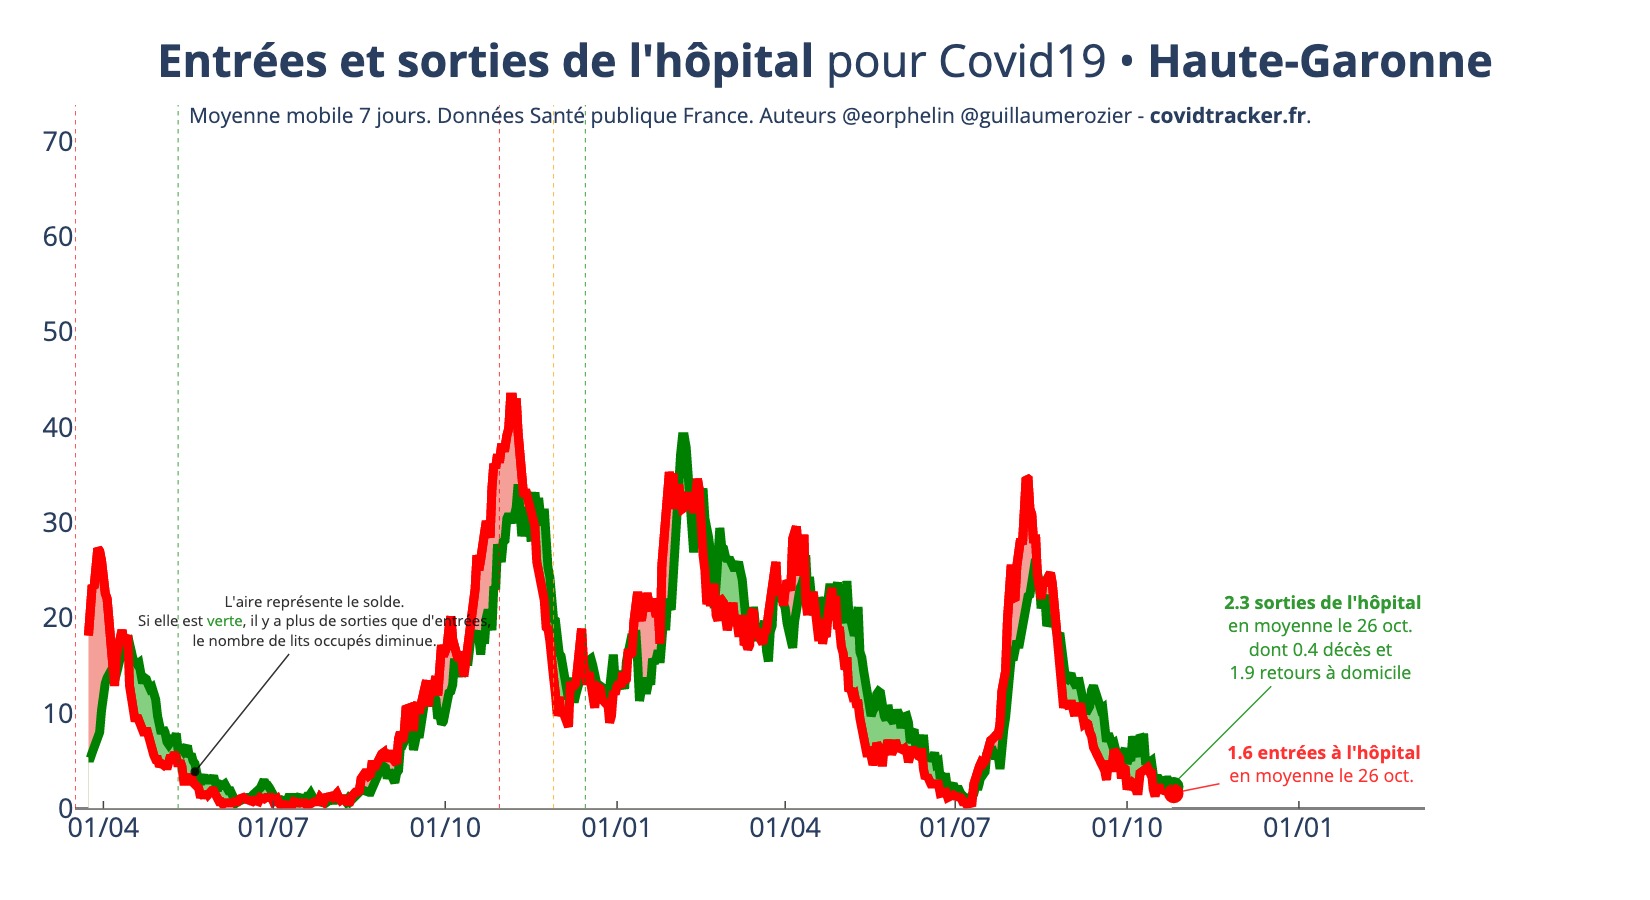 Entrées et sorties de l'hôpital pour Covid19 • Haute-Garonne
Moyenne mobile 7 jours. Données Santé publique France. Auteurs @eorphelin @guillaumerozier - covidtracker.fr.
70
60
50
40
30
20
10
0
L'aire représente le solde.
Si elle est verte, il y a plus de sorties que d'entrées,
le nombre de lits occupés diminue.
2.3 sorties de l'hôpital
en moyenne le 26 oct.
dont 0.4 décès et
1.9 retours à domicile
1.6 entrées à l'hôpital
en moyenne le 26 oct.
01/04 01/07 01/10 01/01 01/04 01/07 01/10 01/01